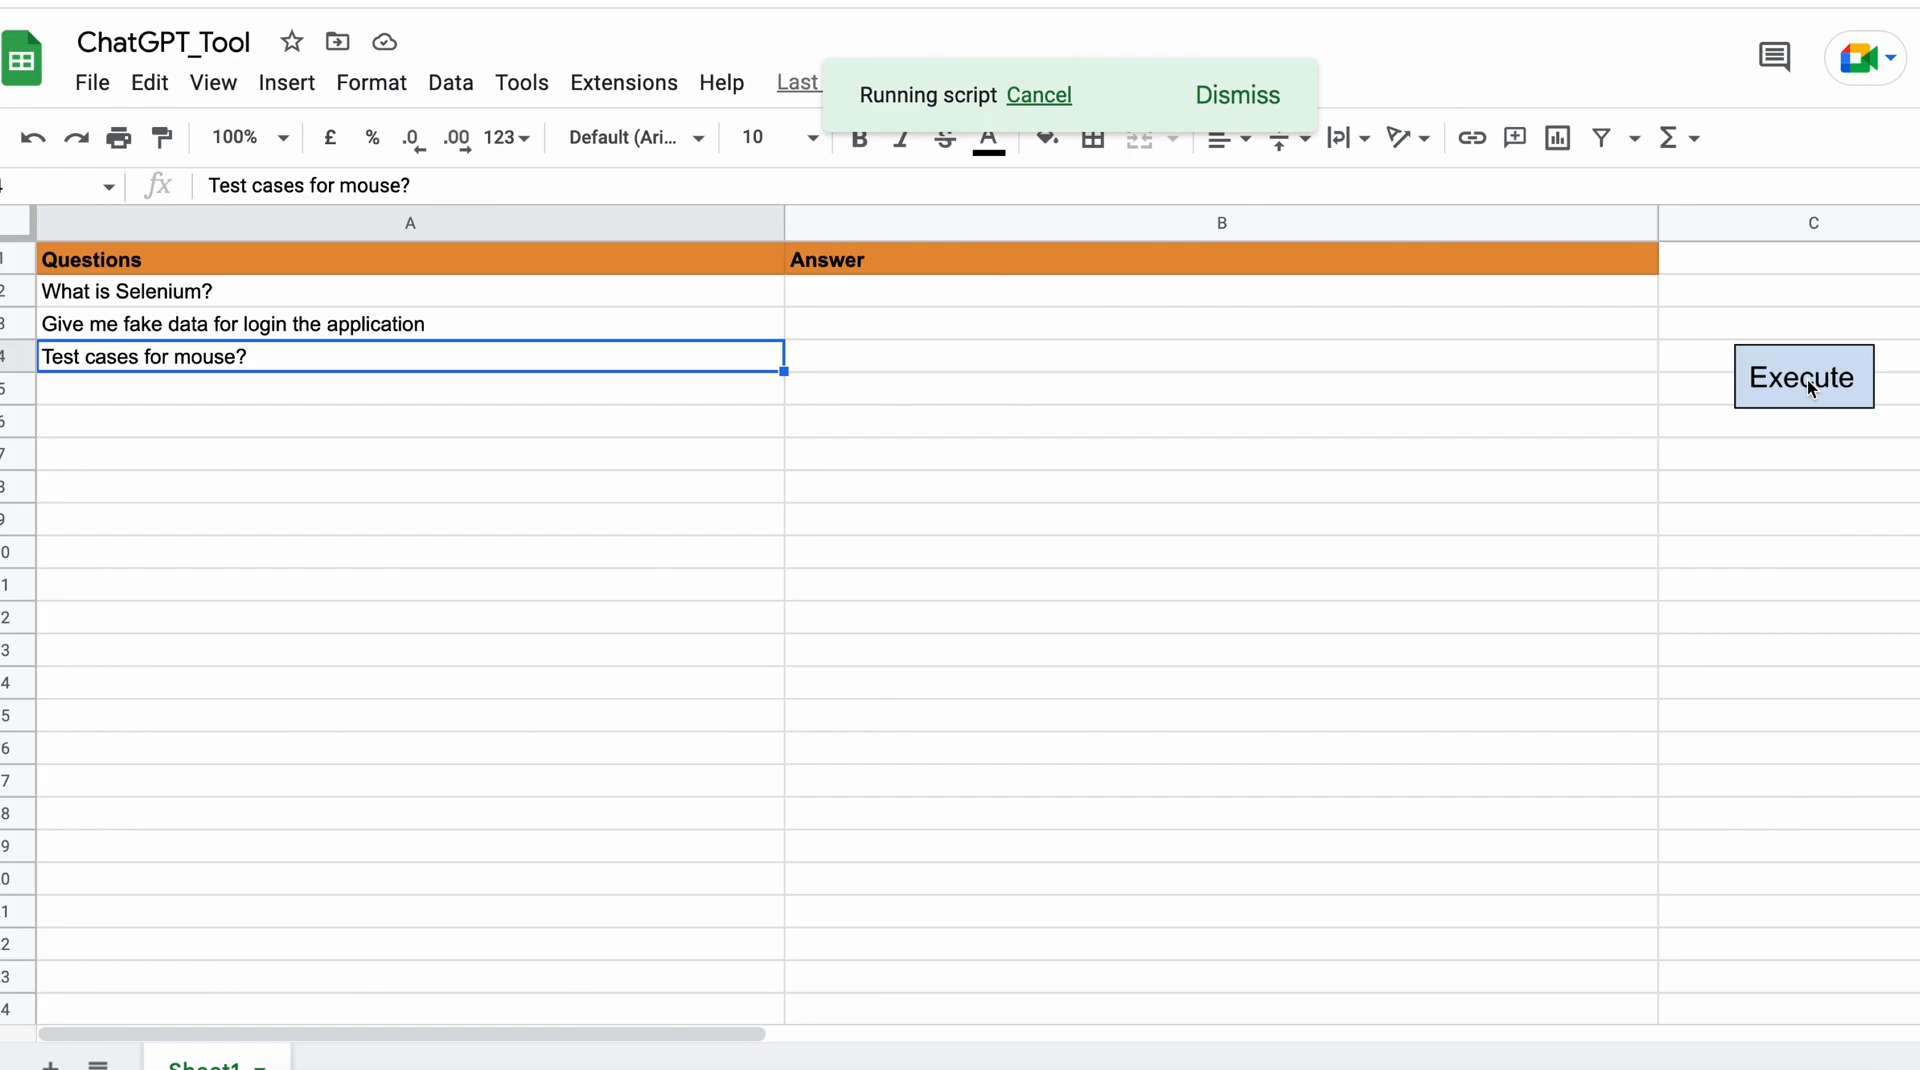 ChatGPT_Tool
File Edit View Insert Format Data Tools Extensions Help Last
Running script Cancel Dismiss
100% £ % .0 .00 123 Default (Ari... 10 B I S A
fx Test cases for mouse?
A B C
1 Questions Answer
2 What is Selenium?
3 Give me fake data for login the application
4 Test cases for mouse?
Execute
5
6
7
8
9
0
1
2
3
4
5
6
7
8
9
0
1
2
3
4
Sheet1